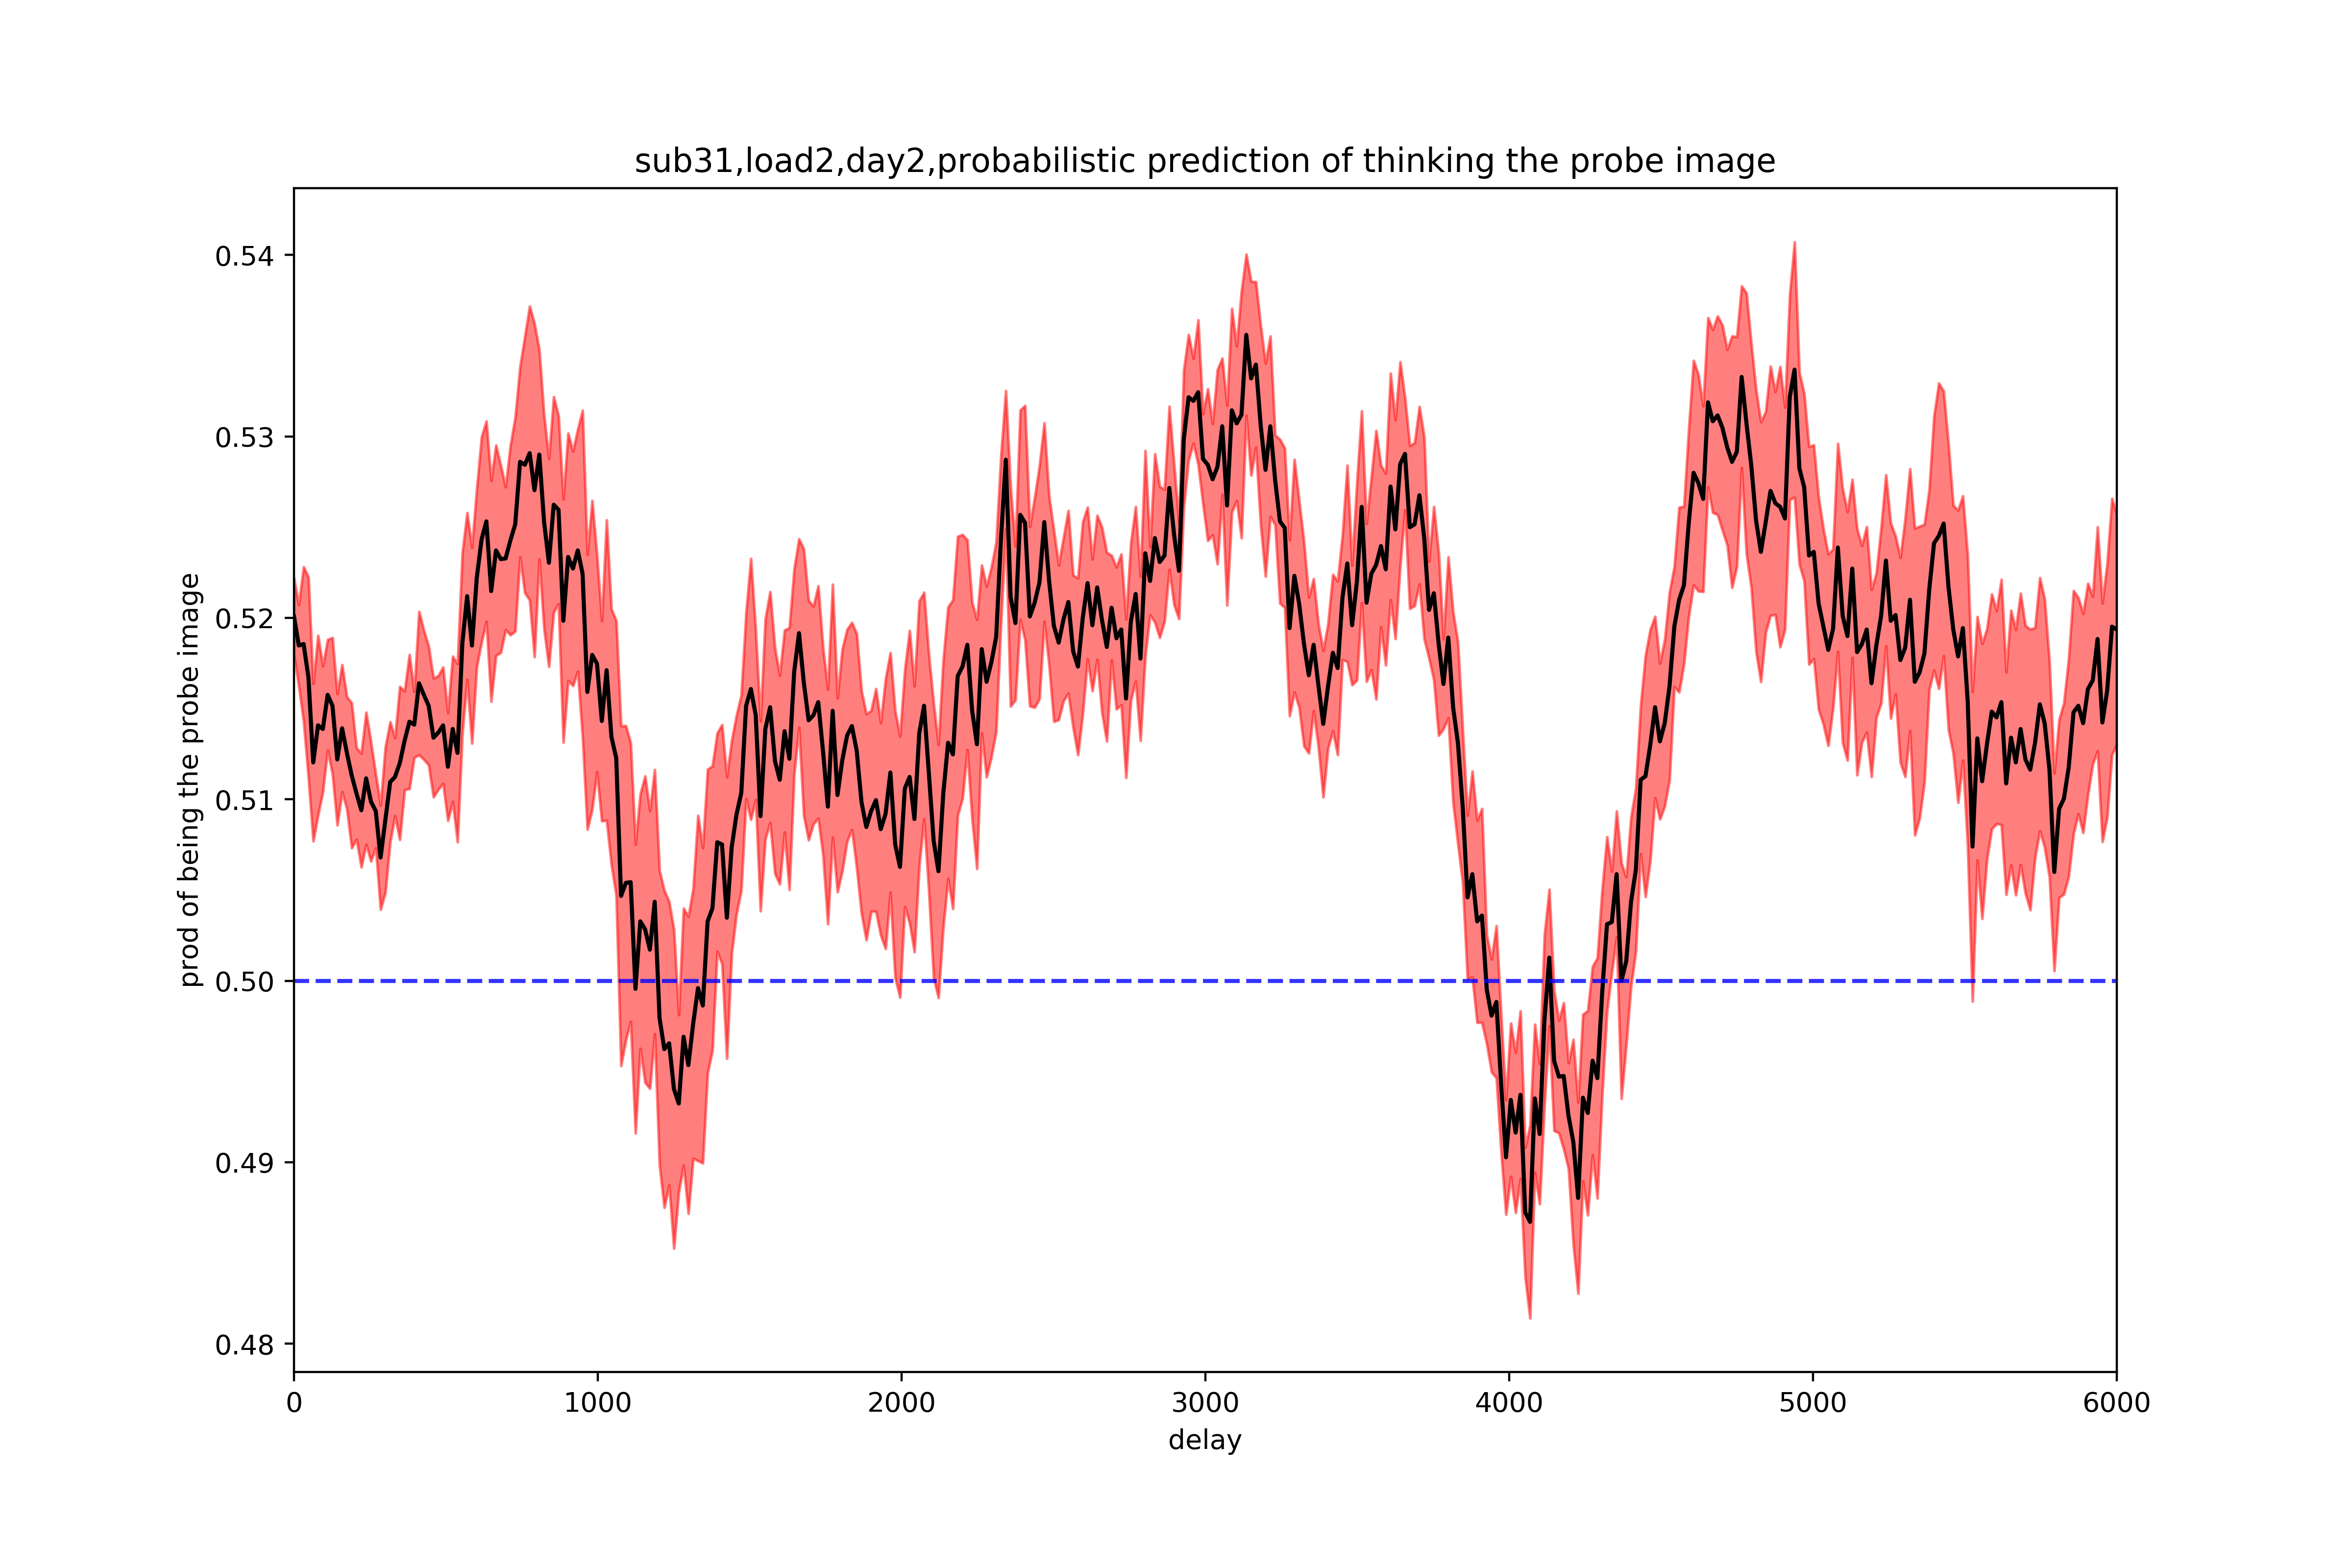 sub31,load2,day2,probabilistic prediction of thinking the probe image
prod of being the probe image
0.54
0.53
0.52
0.51
0.50
0.49
0.48
0 1000 2000 3000 4000 5000 6000
delay